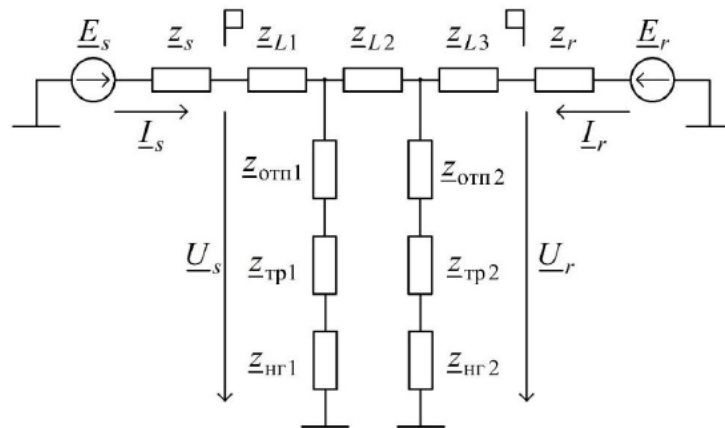 E_s z_s z_L1 z_L2 z_L3 z_r E_r
I_s I_r
z_отп1 z_отп2
U_s z_тр1 z_тр2 U_r
z_нг1 z_нг2